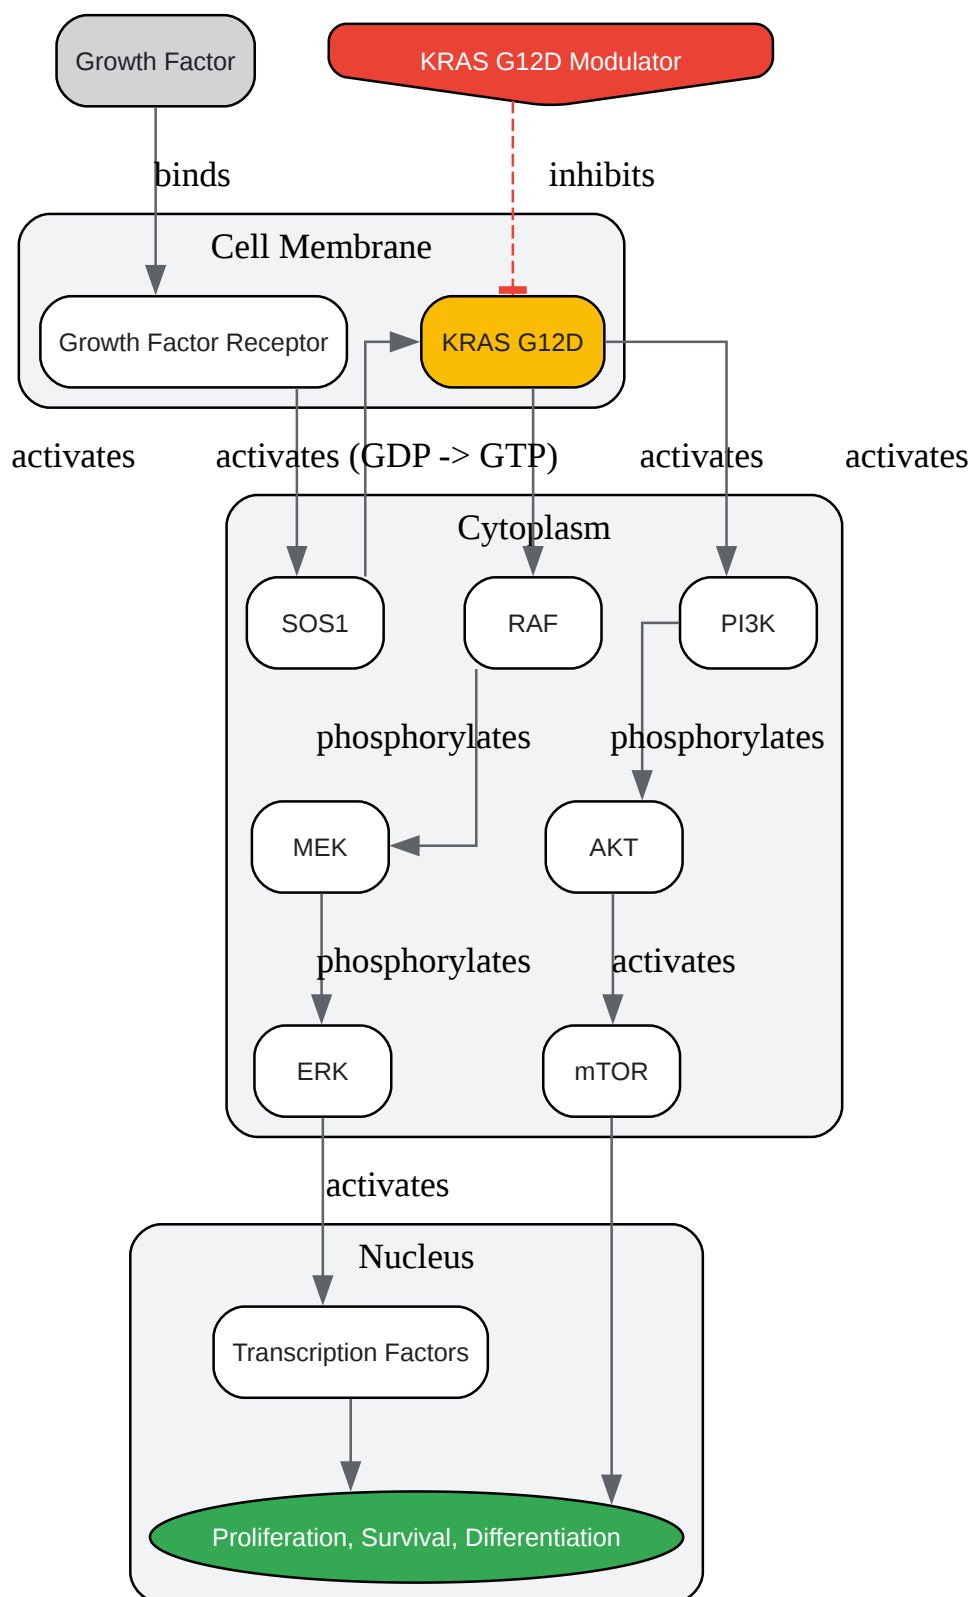 Growth Factor
KRAS G12D Modulator
binds
inhibits
Cell Membrane
Growth Factor Receptor
KRAS G12D
activates
activates (GDP -> GTP)
activates
activates
Cytoplasm
SOS1
RAF
PI3K
phosphorylates
phosphorylates
MEK
AKT
phosphorylates
activates
ERK
mTOR
activates
Nucleus
Transcription Factors
Proliferation, Survival, Differentiation